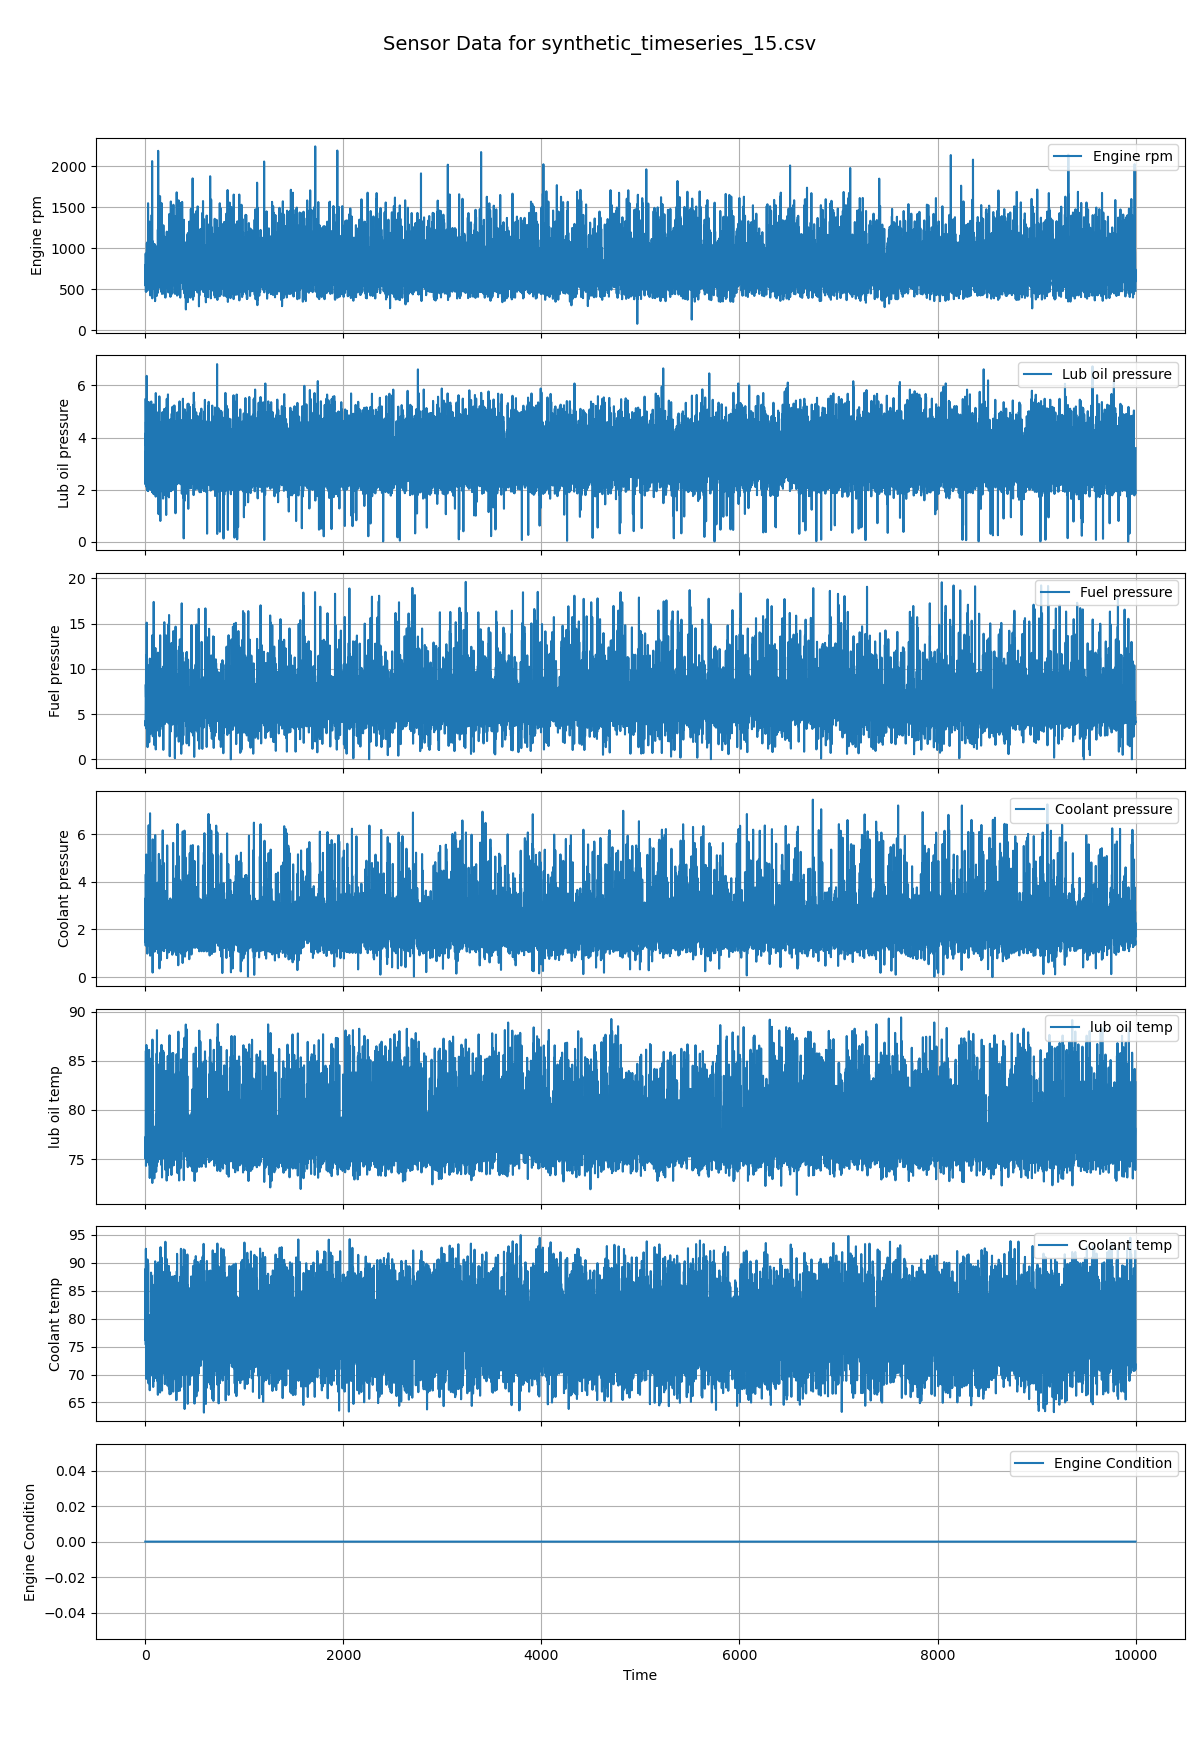 Sensor Data for synthetic_timeseries_15.csv
Engine rpm
2000
1500
1000
500
0
Engine rpm
Lub oil pressure
6
4
2
0
Lub oil pressure
Fuel pressure
20
15
10
5
0
Fuel pressure
Coolant pressure
6
4
2
0
Coolant pressure
lub oil temp
90
85
80
75
lub oil temp
Coolant temp
95
90
85
80
75
70
65
Coolant temp
Engine Condition
0.04
0.02
0.00
−0.02
−0.04
Engine Condition
0 2000 4000 6000 8000 10000
Time